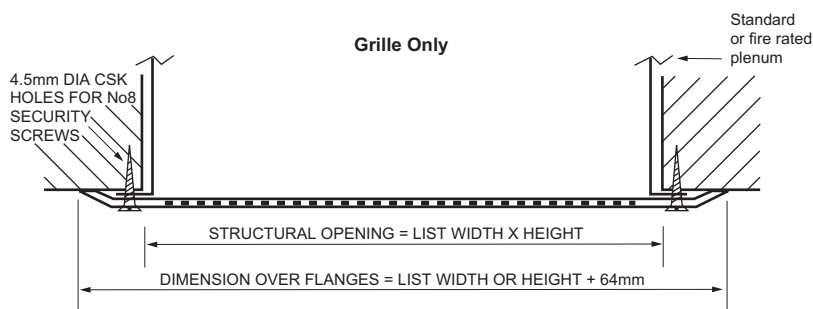 Grille Only
Standard
or fire rated
plenum
4.5mm DIA CSK
HOLES FOR No8
SECURITY
SCREWS
STRUCTURAL OPENING = LIST WIDTH X HEIGHT
DIMENSION OVER FLANGES = LIST WIDTH OR HEIGHT + 64mm